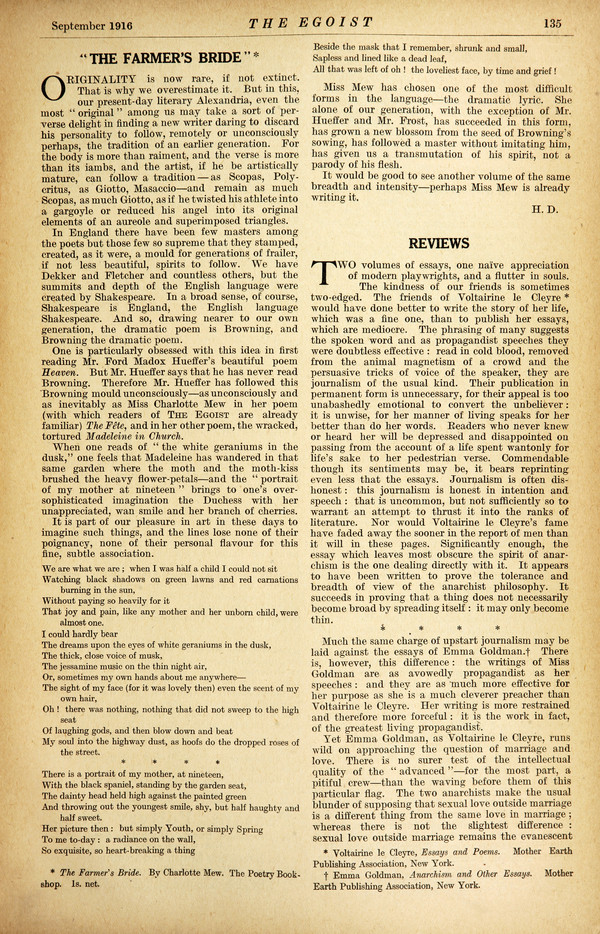 September 1916
THE EGOIST
135
“THE FARMER'S BRIDE”*
ORIGINALITY is now rare, if not extinct.
That is why we overestimate it. But in this,
our present-day literary Alexandria, even the
most “original” among us may take a sort of per-
verse delight in finding a new writer daring to discard
his personality to follow, remotely or unconsciously
perhaps, the tradition of an earlier generation. For
the body is more than raiment, and the verse is more
than its iambs, and the artist, if he be artistically
mature, can follow a tradition—as Scopas, Poly-
critus, as Giotto, Masaccio—and remain as much
Scopas, as much Giotto, as if he twisted his athlete into
a gargoyle or reduced his angel into its original
elements of an aureole and superimposed triangles.
In England there have been few masters among
the poets but those few so supreme that they stamped,
created, as it were, a mould for generations of frailer,
if not less beautiful, spirits to follow. We have
Dekker and Fletcher and countless others, but the
summits and depth of the English language were
created by Shakespeare. In a broad sense, of course,
Shakespeare is England, the English language
Shakespeare. And so, drawing nearer to our own
generation, the dramatic poem is Browning, and
Browning the dramatic poem.
One is particularly obsessed with this idea in first
reading Mr. Ford Madox Hueffer's beautiful poem
Heaven. But Mr. Hueffer says that he has never read
Browning. Therefore Mr. Hueffer has followed this
Browning mould unconsciously—as unconsciously and
as inevitably as Miss Charlotte Mew in her poem
(with which readers of THE EGOIST are already
familiar) The Fête, and in her other poem, the wracked,
tortured Madeleine in Church.
When one reads of “the white geraniums in the
dusk,” one feels that Madeleine has wandered in that
same garden where the moth and the moth-kiss
brushed the heavy flower-petals—and the “portrait
of my mother at nineteen” brings to one's over-
sophisticated imagination the Duchess with her
unappreciated, wan smile and her branch of cherries.
It is part of our pleasure in art in these days to
imagine such things, and the lines lose none of their
poignancy, none of their personal flavour for this
fine, subtle association.
We are what we are; when I was half a child I could not sit
Watching black shadows on green lawns and red carnations
burning in the sun,
Without paying so heavily for it
That joy and pain, like any mother and her unborn child, were
almost one.
I could hardly bear
The dreams upon the eyes of white geraniums in the dusk,
The thick, close voice of musk,
The jessamine music on the thin night air,
Or, sometimes, my own hands about me anywhere—
The sight of my face (for it was lovely then) even the scent of my
own hair,
Oh! there was nothing, nothing that did not sweep to the high
seat
Of laughing gods, and then blow down and beat
My soul into the highway dust, as hoofs do the dropped roses of
the street.
* * * *
There is a portrait of my mother, at nineteen,
With the black spaniel, standing by the garden seat,
The dainty head held high against the painted green
And throwing out the youngest smile, shy, but half haughty and
half sweet.
Her picture then: but simply Youth, or simply Spring
To me to-day: a radiance on the wall,
So exquisite, so heart-breaking a thing
* The Farmer's Bride. By Charlotte Mew. The Poetry Book-
shop. 1s. net.
Beside the mask that I remember, shrunk and small,
Sapless and lined like a dead leaf,
All that was left of oh! the loveliest face, by time and grief!
Miss Mew has chosen one of the most difficult
forms in the language—the dramatic lyric. She
alone of our generation, with the exception of Mr.
Hueffer and Mr. Frost, has succeeded in this form,
has grown a new blossom from the seed of Browning's
sowing, has followed a master without imitating him,
has given us a transmutation of his spirit, not a
parody of his flesh.
It would be good to see another volume of the same
breadth and intensity—perhaps Miss Mew is already
writing it.
H. D.
REVIEWS
TWO volumes of essays, one naïve appreciation
of modern playwrights, and a flutter in souls.
The kindness of our friends is sometimes
two-edged. The friends of Voltairine le Cleyre*
would have done better to write the story of her life,
which was a fine one, than to publish her essays,
which are mediocre. The phrasing of many suggests
the spoken word and as propagandist speeches they
were doubtless effective: read in cold blood, removed
from the animal magnetism of a crowd and the
persuasive tricks of voice of the speaker, they are
journalism of the usual kind. Their publication in
permanent form is unnecessary, for their appeal is too
unabashedly emotional to convert the unbeliever:
it is unwise, for her manner of living speaks for her
better than do her words. Readers who never knew
or heard her will be depressed and disappointed on
passing from the account of a life spent wantonly for
life's sake to her pedestrian verse. Commendable
though its sentiments may be, it bears reprinting
even less that the essays. Journalism is often dis-
honest: this journalism is honest in intention and
speech: that is uncommon, but not sufficiently so to
warrant an attempt to thrust it into the ranks of
literature. Nor would Voltairine le Cleyre's fame
have faded away the sooner in the report of men than
it will in these pages. Significantly enough, the
essay which leaves most obscure the spirit of anar-
chism is the one dealing directly with it. It appears
to have been written to prove the tolerance and
breadth of view of the anarchist philosophy. It
succeeds in proving that a thing does not necessarily
become broad by spreading itself: it may only become
thin.
* * * *
Much the same charge of upstart journalism may be
laid against the essays of Emma Goldman.† There
is, however, this difference: the writings of Miss
Goldman are as avowedly propagandist as her
speeches: and they are as much more effective for
her purpose as she is a much cleverer preacher than
Voltairine le Cleyre. Her writing is more restrained
and therefore more forceful: it is the work, in fact,
of the greatest living propagandist.
Yet Emma Goldman, as Voltairine le Cleyre, runs
wild on approaching the question of marriage and
love. There is no surer test of the intellectual
quality of the “advanced”—for the most part, a
pitiful crew—than the waving before them of this
particular flag. The two anarchists make the usual
blunder of supposing that sexual love outside marriage
is a different thing from the same love in marriage;
whereas there is not the slightest difference:
sexual love outside marriage remains the evanescent
* Voltairine le Cleyre, Essays and Poems. Mother Earth
Publishing Association, New York.
† Emma Goldman, Anarchism and Other Essays. Mother
Earth Publishing Association, New York.